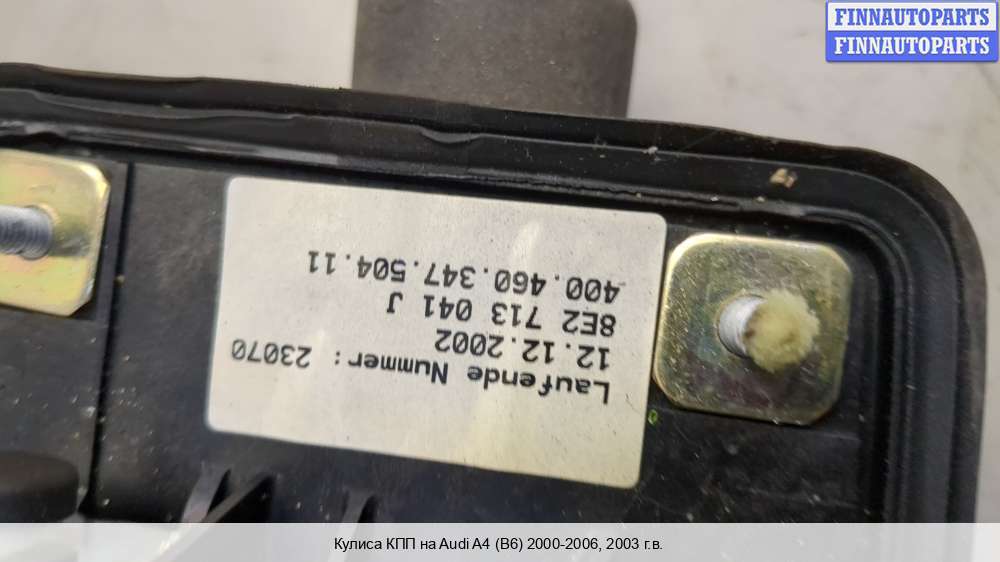 FINNAUTOPARTS
FINNAUTOPARTS
400.460.347.504.11
8E2 713 041 J
12.12.2002
Laufende Nummer: 23070
Кулиса КПП на Audi A4 (B6) 2000-2006, 2003 г.в.